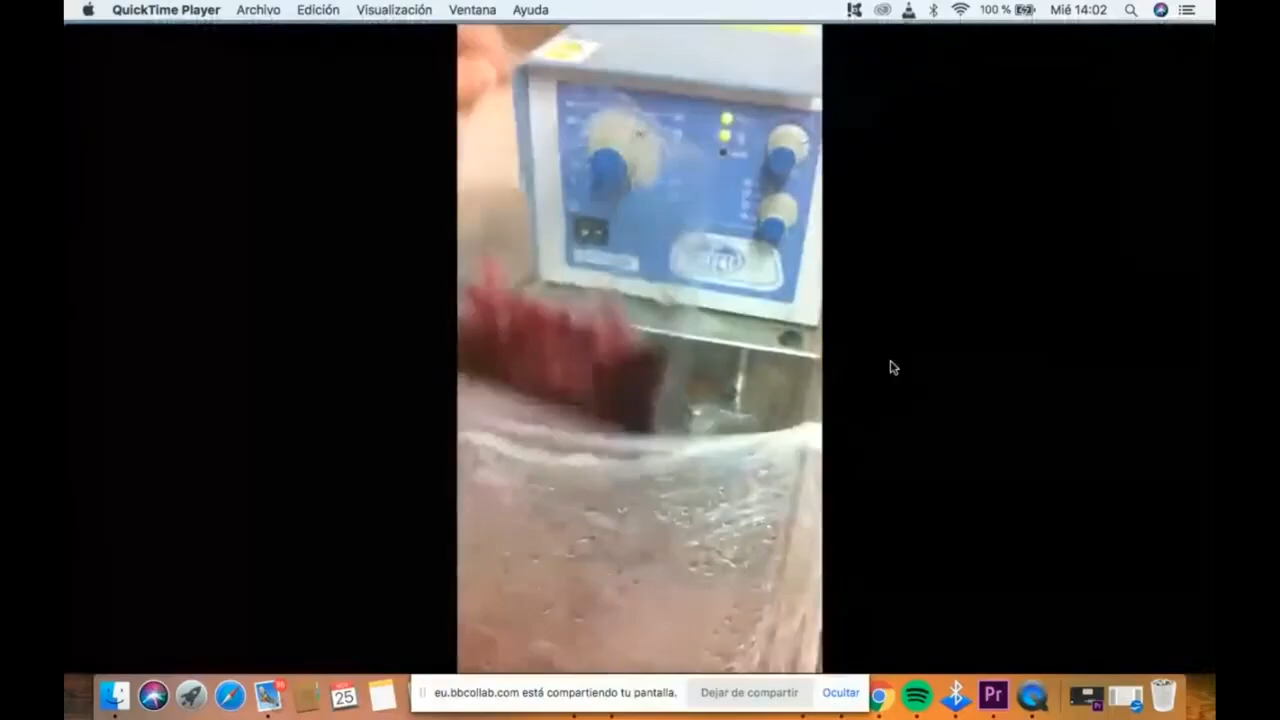 QuickTime Player Archivo Edición Visualización Ventana Ayuda 100 % Mié 14:02
NOV
25
eu.bbcollab.com está compartiendo tu pantalla. Dejar de compartir Ocultar
Pr